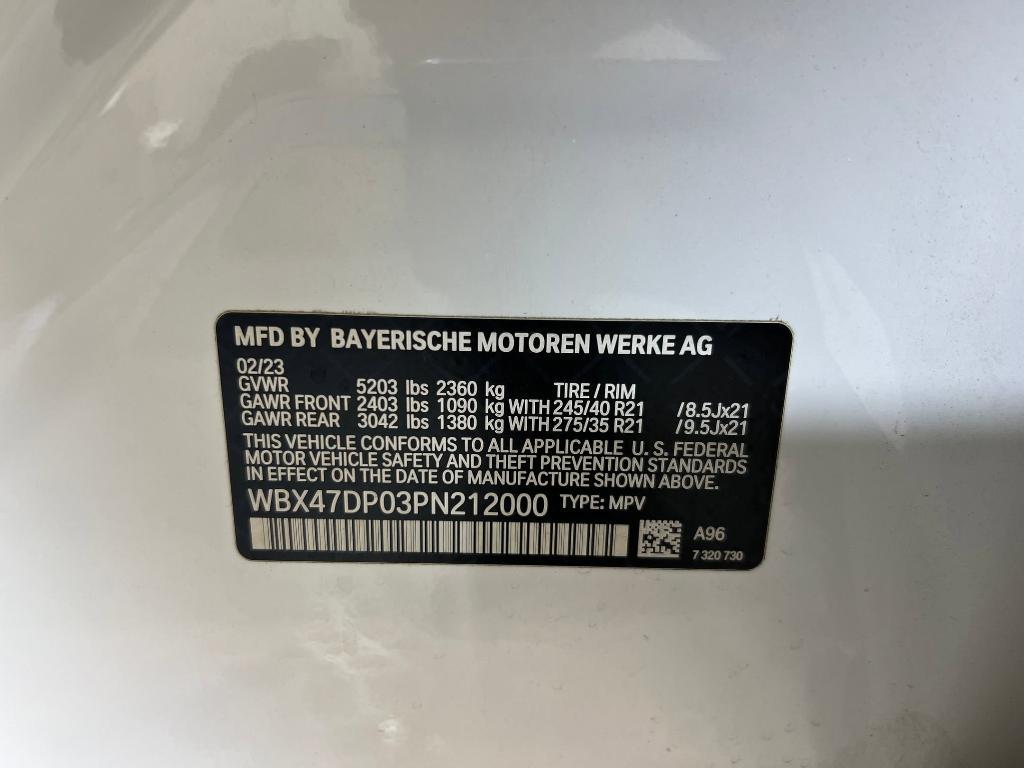 MFD BY BAYERISCHE MOTOREN WERKE AG
02/23
GVWR 5203 lbs 2360 kg TIRE / RIM
GAWR FRONT 2403 lbs 1090 kg WITH 245/40 R21 /8.5Jx21
GAWR REAR 3042 lbs 1380 kg WITH 275/35 R21 /9.5Jx21
THIS VEHICLE CONFORMS TO ALL APPLICABLE U. S. FEDERAL
MOTOR VEHICLE SAFETY AND THEFT PREVENTION STANDARDS
IN EFFECT ON THE DATE OF MANUFACTURE SHOWN ABOVE.
WBX47DP03PN212000 TYPE: MPV
A96
7 320 730